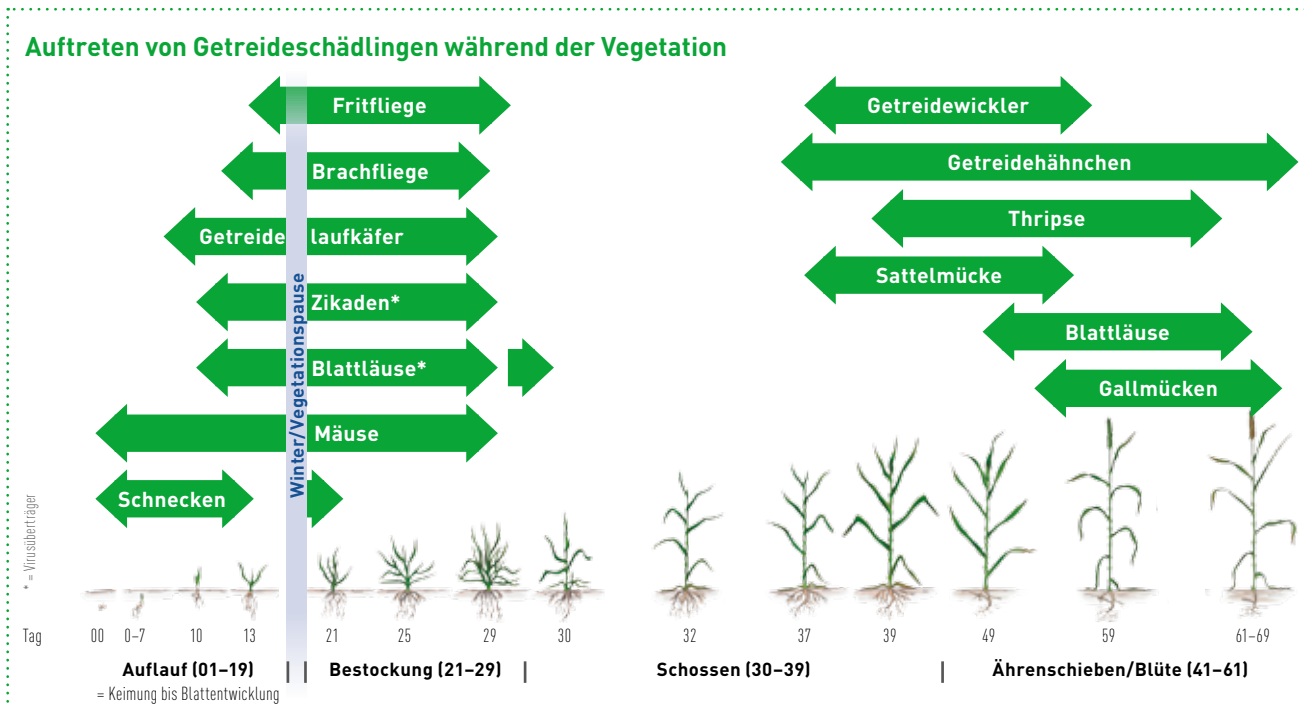 Auftreten von Getreideschädlingen während der Vegetation
Fritfliege
Getreidewickler
Brachfliege
Getreidehähnchen
Getreide laufkäfer
Thripse
Zikaden*
Sattelmücke
Blattläuse*
Blattläuse
Mäuse
Gallmücken
Schnecken
Winter/Vegetationspause
* = Virusüberträger
Tag 00 0–7 10 13 21 25 29 30 32 37 39 49 59 61–69
Auflauf (01–19) | | Bestockung (21–29) | Schossen (30–39) | Ährenschieben/Blüte (41–61)
= Keimung bis Blattentwicklung